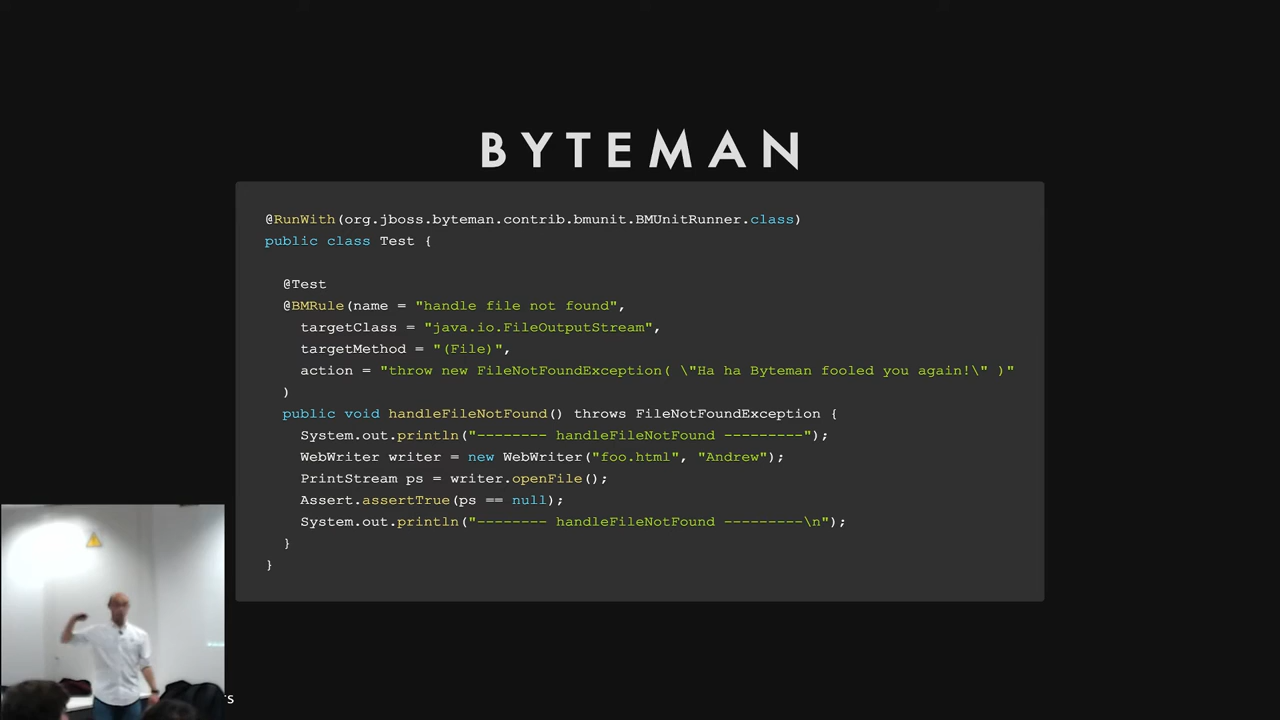 BYTEMAN
@RunWith(org.jboss.byteman.contrib.bmunit.BMUnitRunner.class)
public class Test {
@Test
@BMRule(name = "handle file not found",
targetClass = "java.io.FileOutputStream",
targetMethod = "(File)",
action = "throw new FileNotFoundException( \"Ha ha Byteman fooled you again!\" )"
)
public void handleFileNotFound() throws FileNotFoundException {
System.out.println("-------- handleFileNotFound ---------");
WebWriter writer = new WebWriter("foo.html", "Andrew");
PrintStream ps = writer.openFile();
Assert.assertTrue(ps == null);
System.out.println("-------- handleFileNotFound ---------\n");
}
}